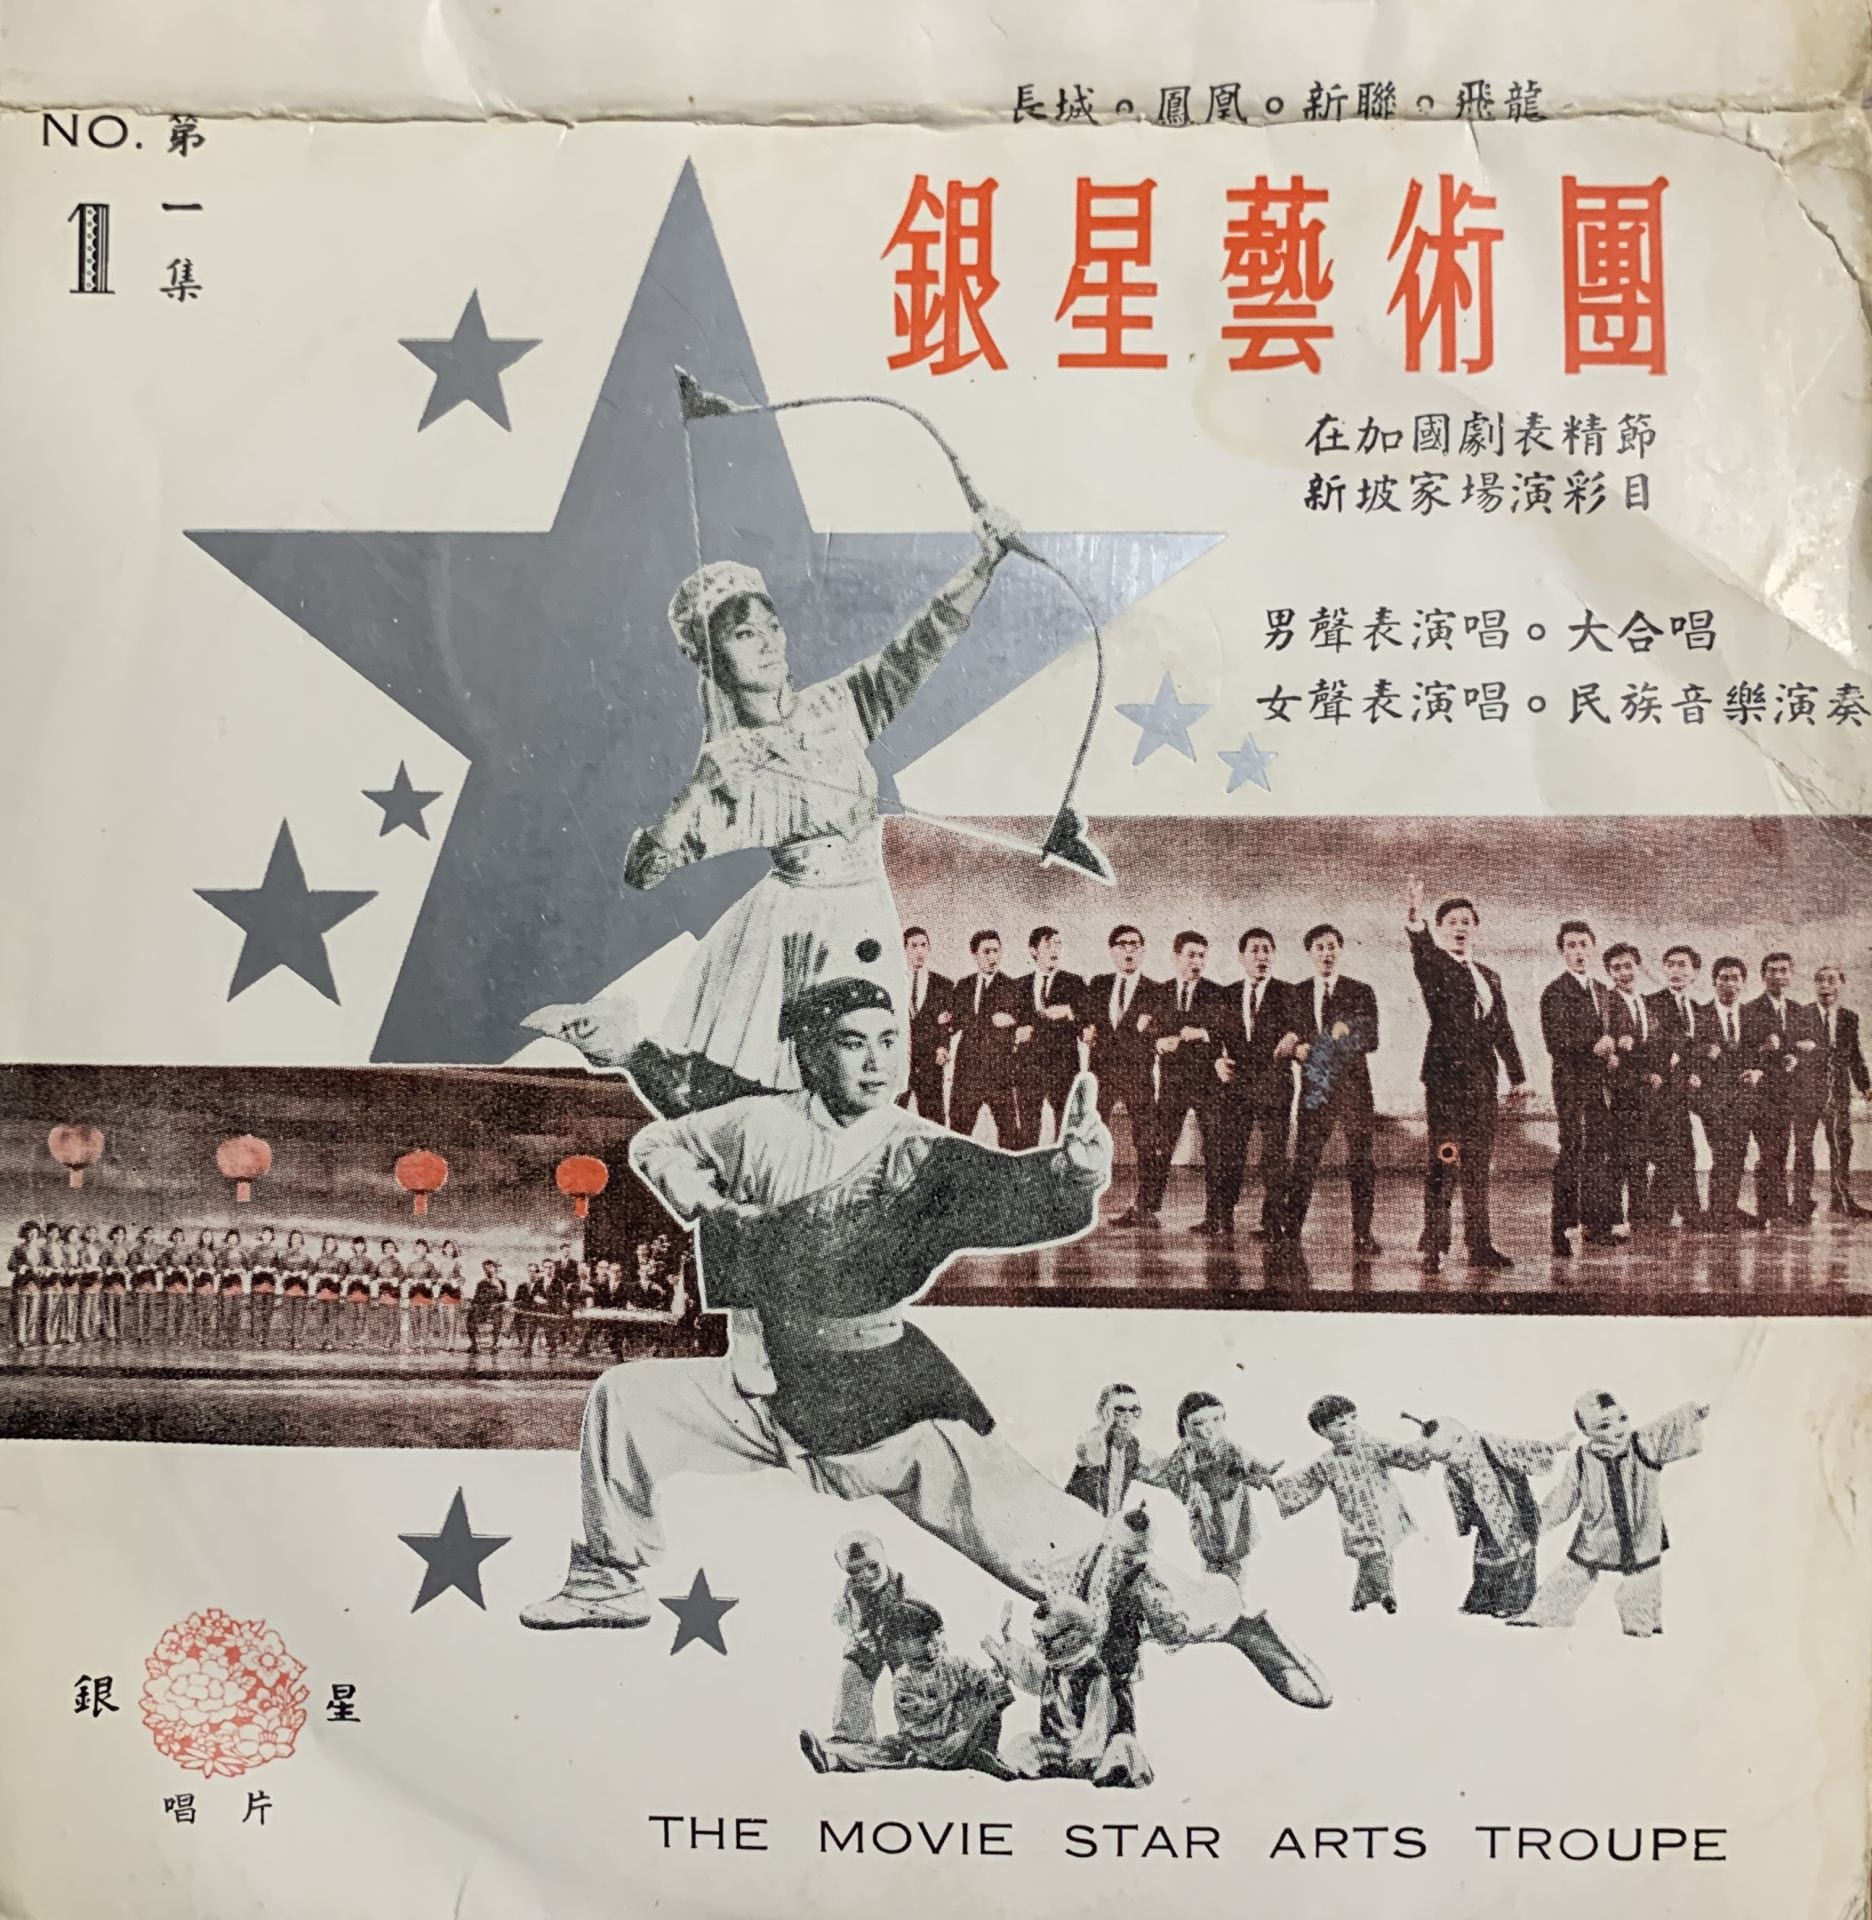 長城。鳳凰。新聯。飛龍
NO. 第一集
1
銀星藝術團
在加國劇表精節
新坡家場演彩目
男聲表演唱。大合唱
女聲表演唱。民族音樂演奏
銀星
唱片
THE MOVIE STAR ARTS TROUPE